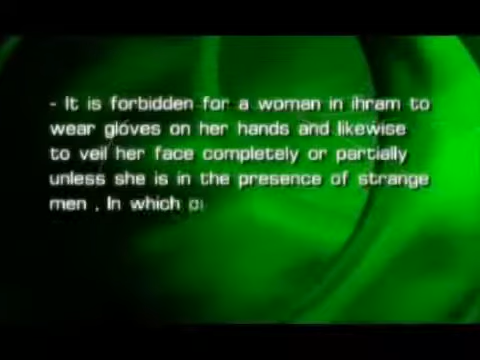 - It is forbidden for a woman in ihram to
wear gloves on her hands and likewise
to veil her face completely or partially
unless she is in the presence of strange
men . In which